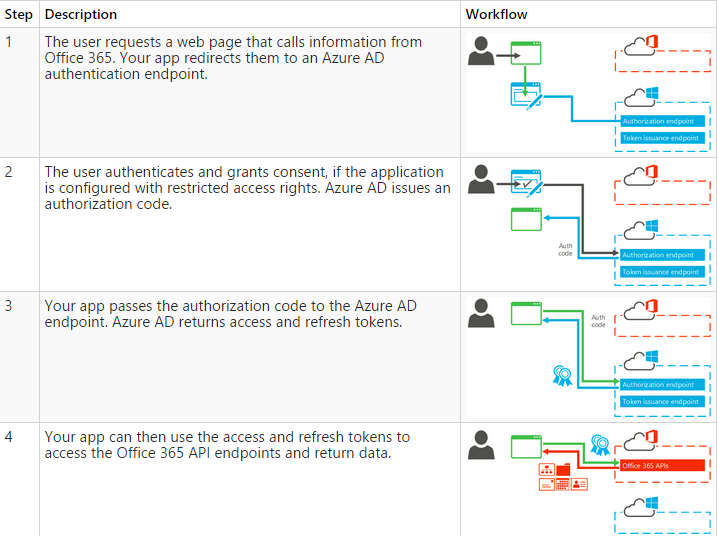 Step Description Workflow
1 The user requests a web page that calls information from
Office 365. Your app redirects them to an Azure AD
authentication endpoint.
Authorization endpoint
Token issuance endpoint
2 The user authenticates and grants consent, if the application
is configured with restricted access rights. Azure AD issues an
authorization code.
Auth
code
Authorization endpoint
Token issuance endpoint
3 Your app passes the authorization code to the Azure AD
endpoint. Azure AD returns access and refresh tokens.
Auth
code
Authorization endpoint
Token issuance endpoint
4 Your app can then use the access and refresh tokens to
access the Office 365 API endpoints and return data.
Office 365 APIs